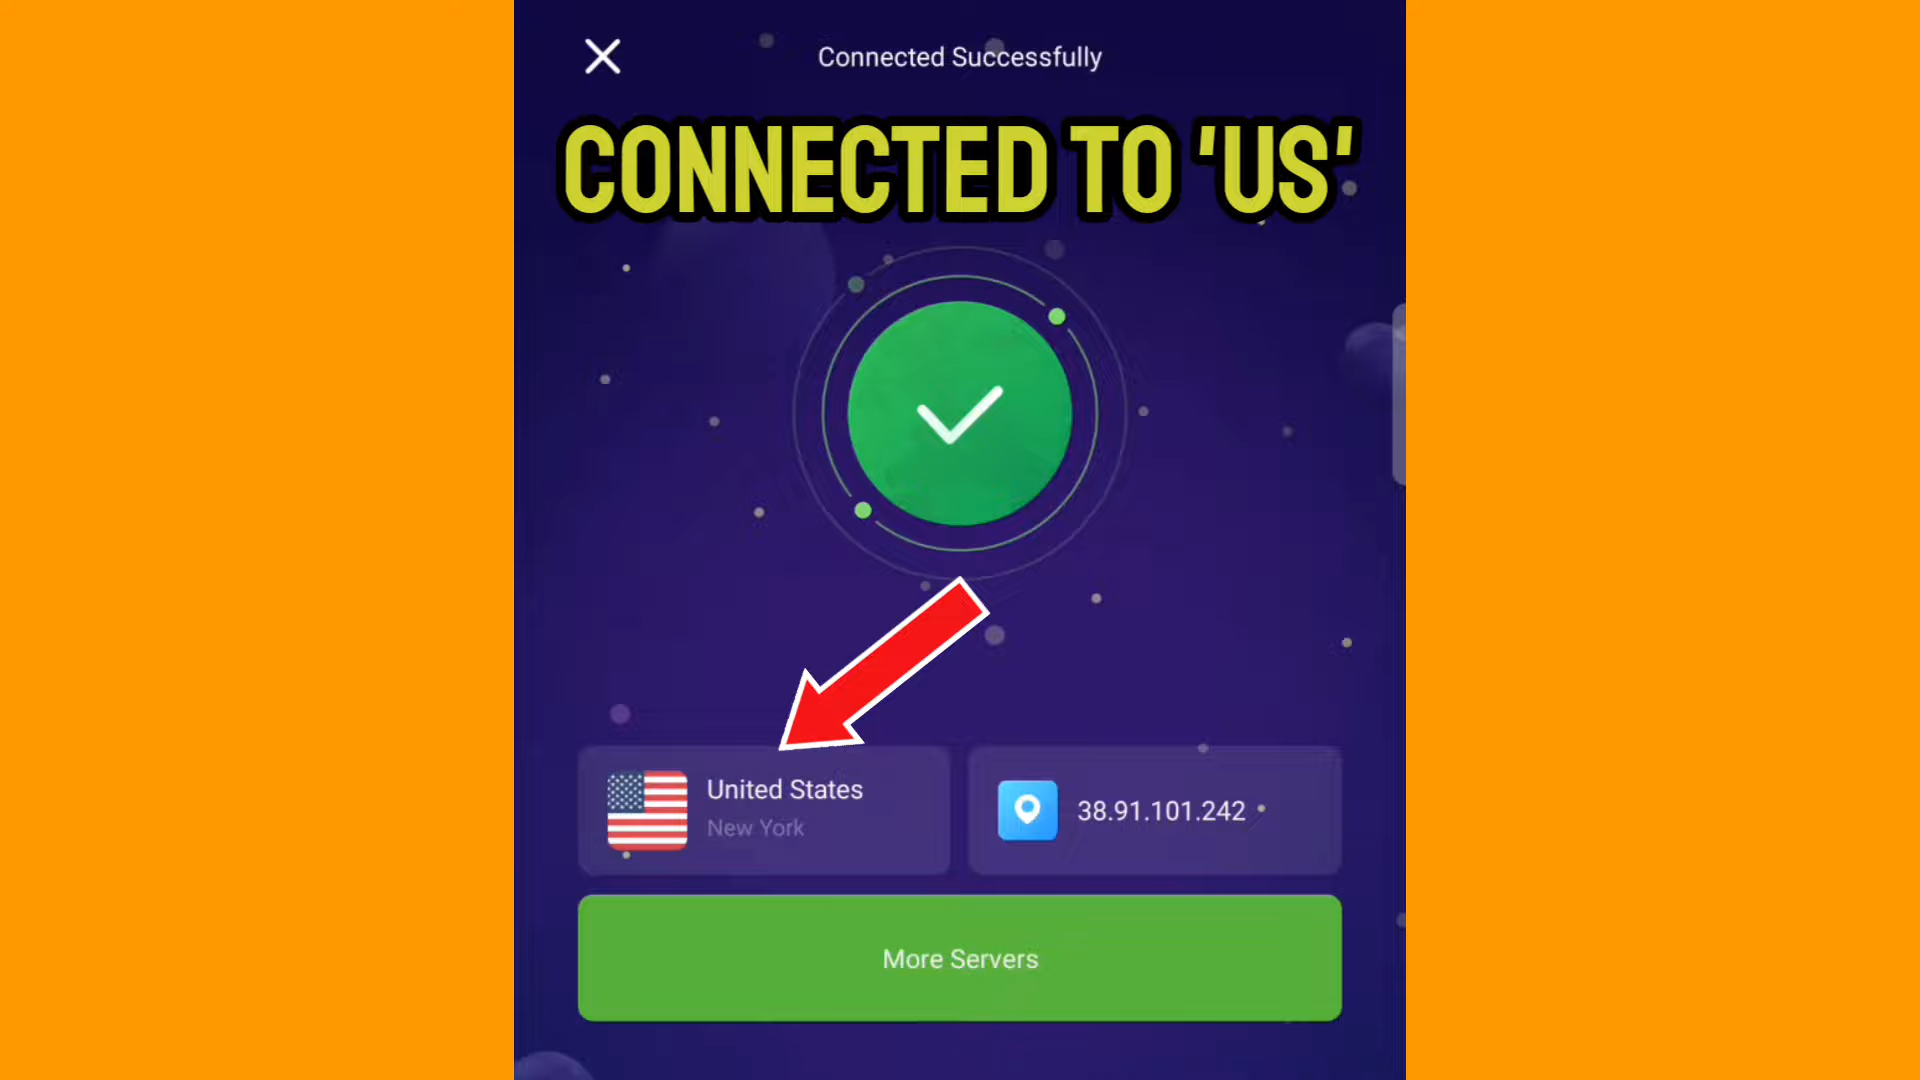 Connected Successfully
CONNECTED TO 'US'
United States
New York
38.91.101.242
More Servers